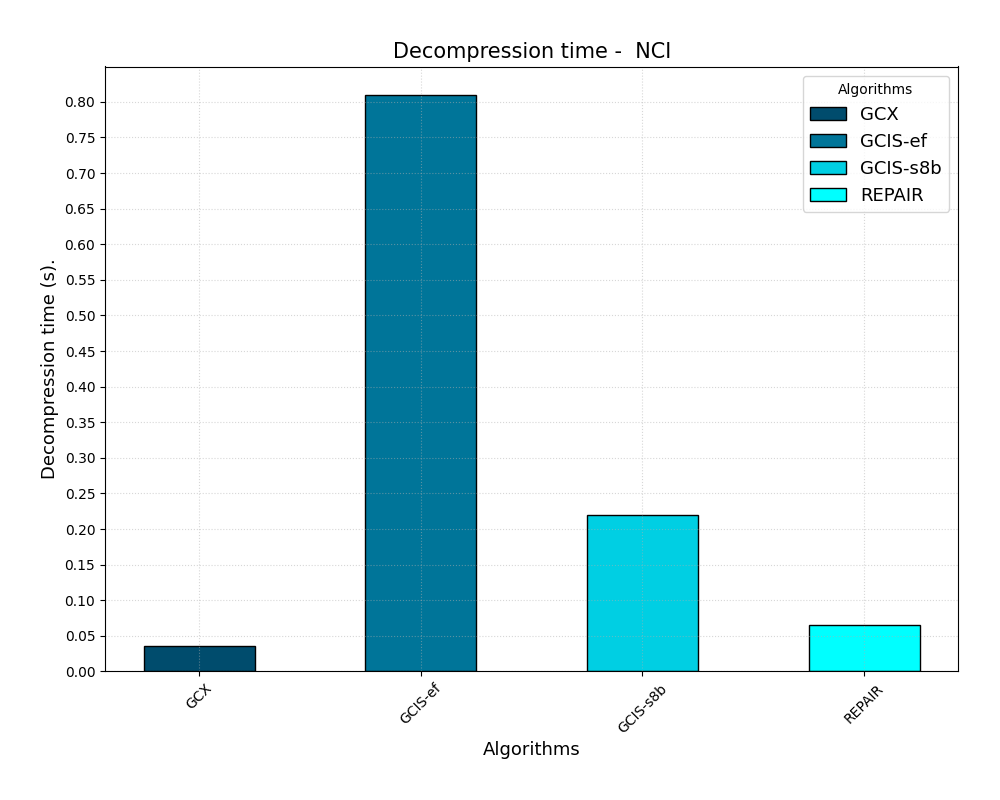 Decompression time -  NCI
Algorithms
GCX
GCIS-ef
GCIS-s8b
REPAIR
Decompression time (s).
0.80
0.75
0.70
0.65
0.60
0.55
0.50
0.45
0.40
0.35
0.30
0.25
0.20
0.15
0.10
0.05
0.00
GCX
GCIS-ef
GCIS-s8b
REPAIR
Algorithms